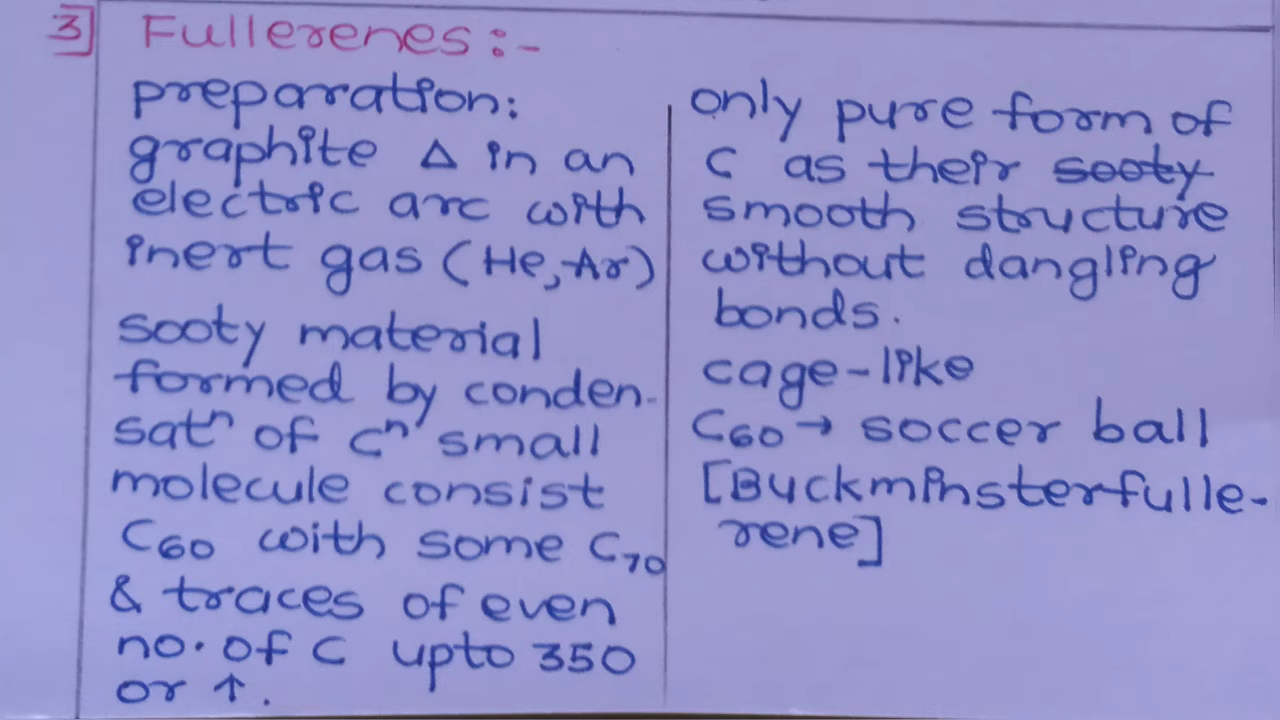 3] Fullerenes:-
preparation:
graphite Δ in an
electric arc with
inert gas (He, Ar)
sooty material
formed by conden-
satⁿ of Cⁿ small
molecule consist
C₆₀ with some C₇₀
& traces of even
no. of C upto 350
or ↑.
only pure form of
C as their sooty
smooth structure
without dangling
bonds.
cage-like
C₆₀ → soccer ball
[Buckminsterfulle-
rene]